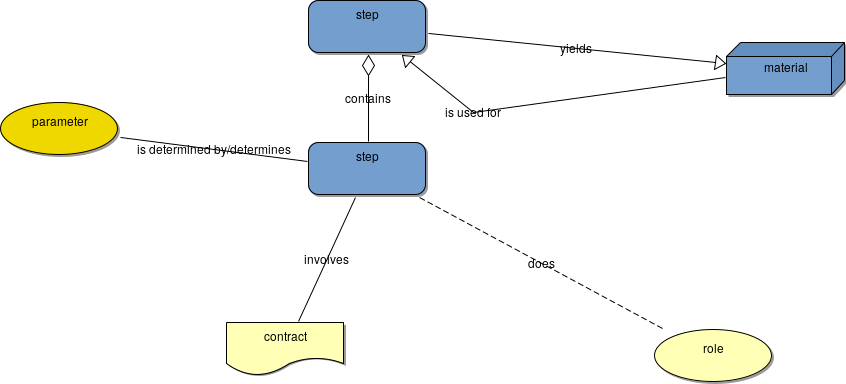 step
yields
material
contains
is used for
parameter
is determined by/determines
step
involves
does
contract
role